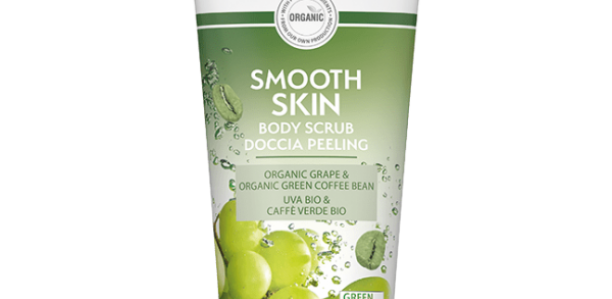 ORGANIC
SMOOTH
SKIN
BODY SCRUB
DOCCIA PEELING
ORGANIC GRAPE &
ORGANIC GREEN COFFEE BEAN
UVA BIO &
CAFFÈ VERDE BIO
GREEN